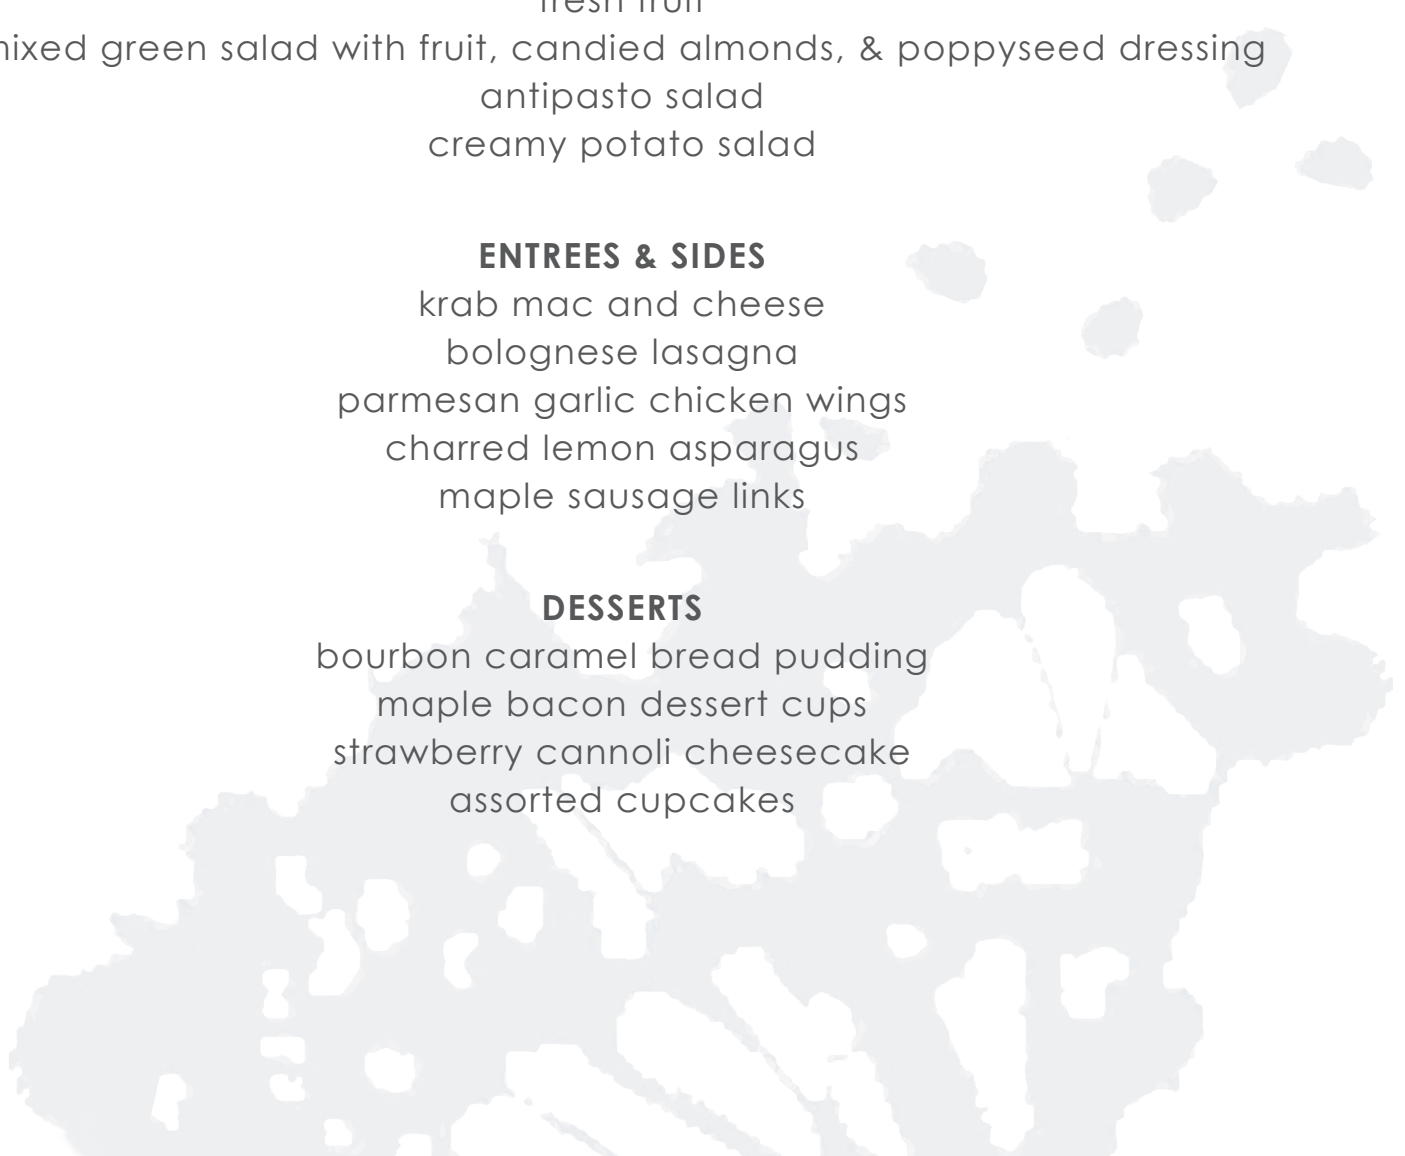 fresh fruit
mixed green salad with fruit, candied almonds, & poppyseed dressing
antipasto salad
creamy potato salad
ENTREES & SIDES
krab mac and cheese
bolognese lasagna
parmesan garlic chicken wings
charred lemon asparagus
maple sausage links
DESSERTS
bourbon caramel bread pudding
maple bacon dessert cups
strawberry cannoli cheesecake
assorted cupcakes